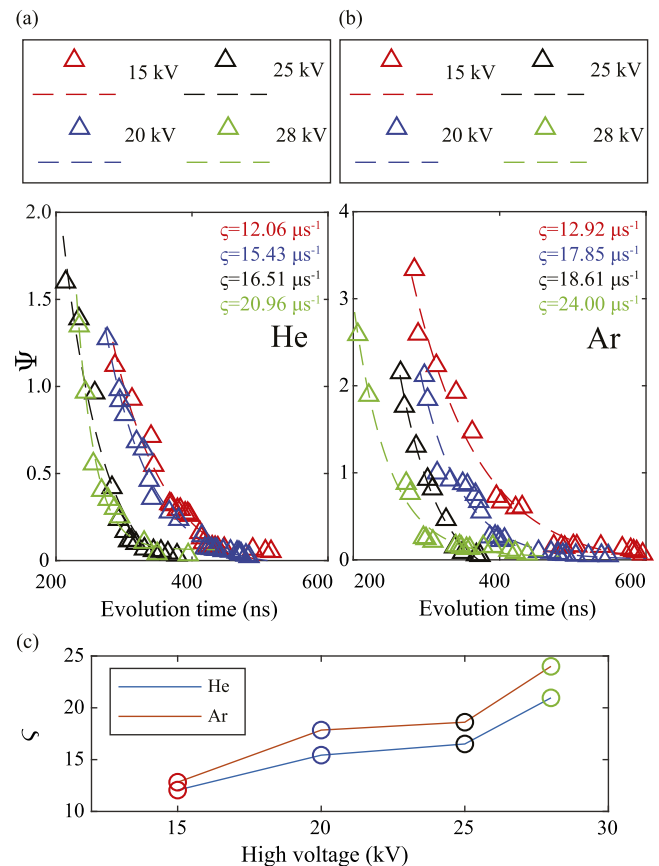 (a)
15 kV
25 kV
20 kV
28 kV
(b)
15 kV
25 kV
20 kV
28 kV
2.0
1.5
1.0
0.5
0
Ψ
ς=12.06 μs⁻¹
ς=15.43 μs⁻¹
ς=16.51 μs⁻¹
ς=20.96 μs⁻¹
He
200
400
600
Evolution time (ns)
4
3
2
1
0
ς=12.92 μs⁻¹
ς=17.85 μs⁻¹
ς=18.61 μs⁻¹
ς=24.00 μs⁻¹
Ar
200
400
600
Evolution time (ns)
(c)
25
20
15
10
ς
He
Ar
15
20
25
30
High voltage (kV)